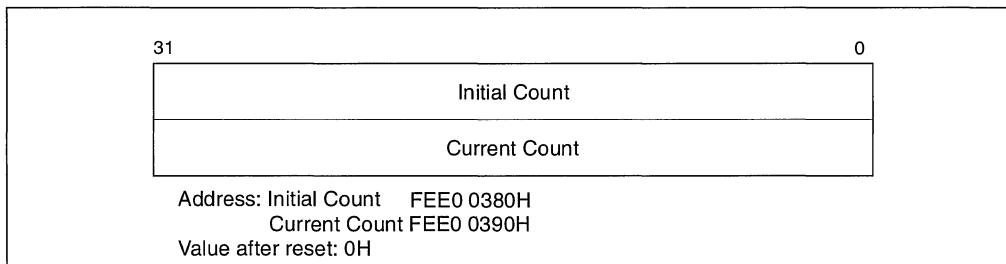 31 0
Initial Count
Current Count
Address: Initial Count FEE0 0380H
Current Count FEE0 0390H
Value after reset: 0H